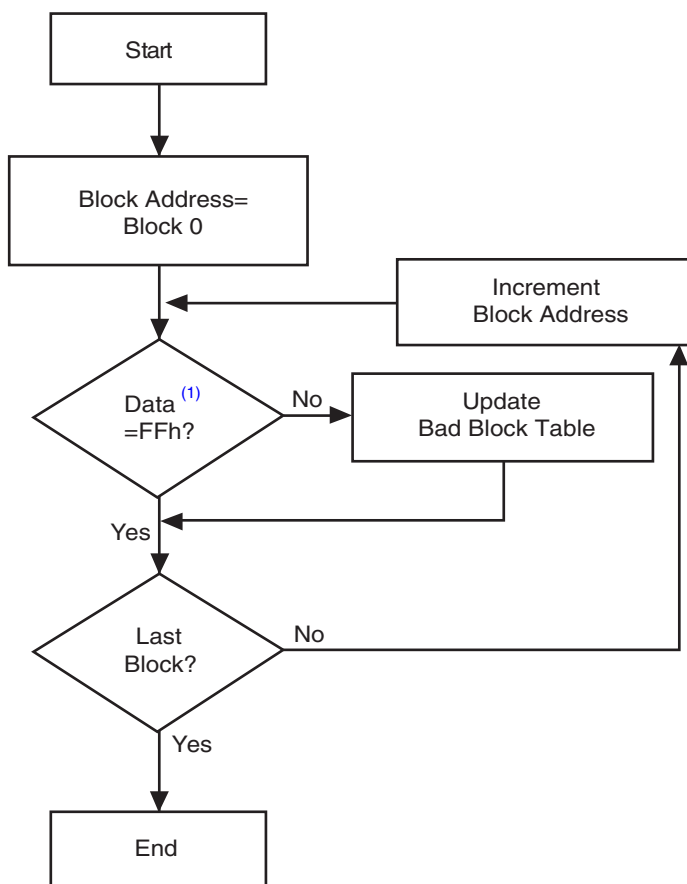 Start
Block Address=
Block 0
Increment
Block Address
Data (1)
=FFh?
No
Update
Bad Block Table
Yes
Last
Block?
No
Yes
End